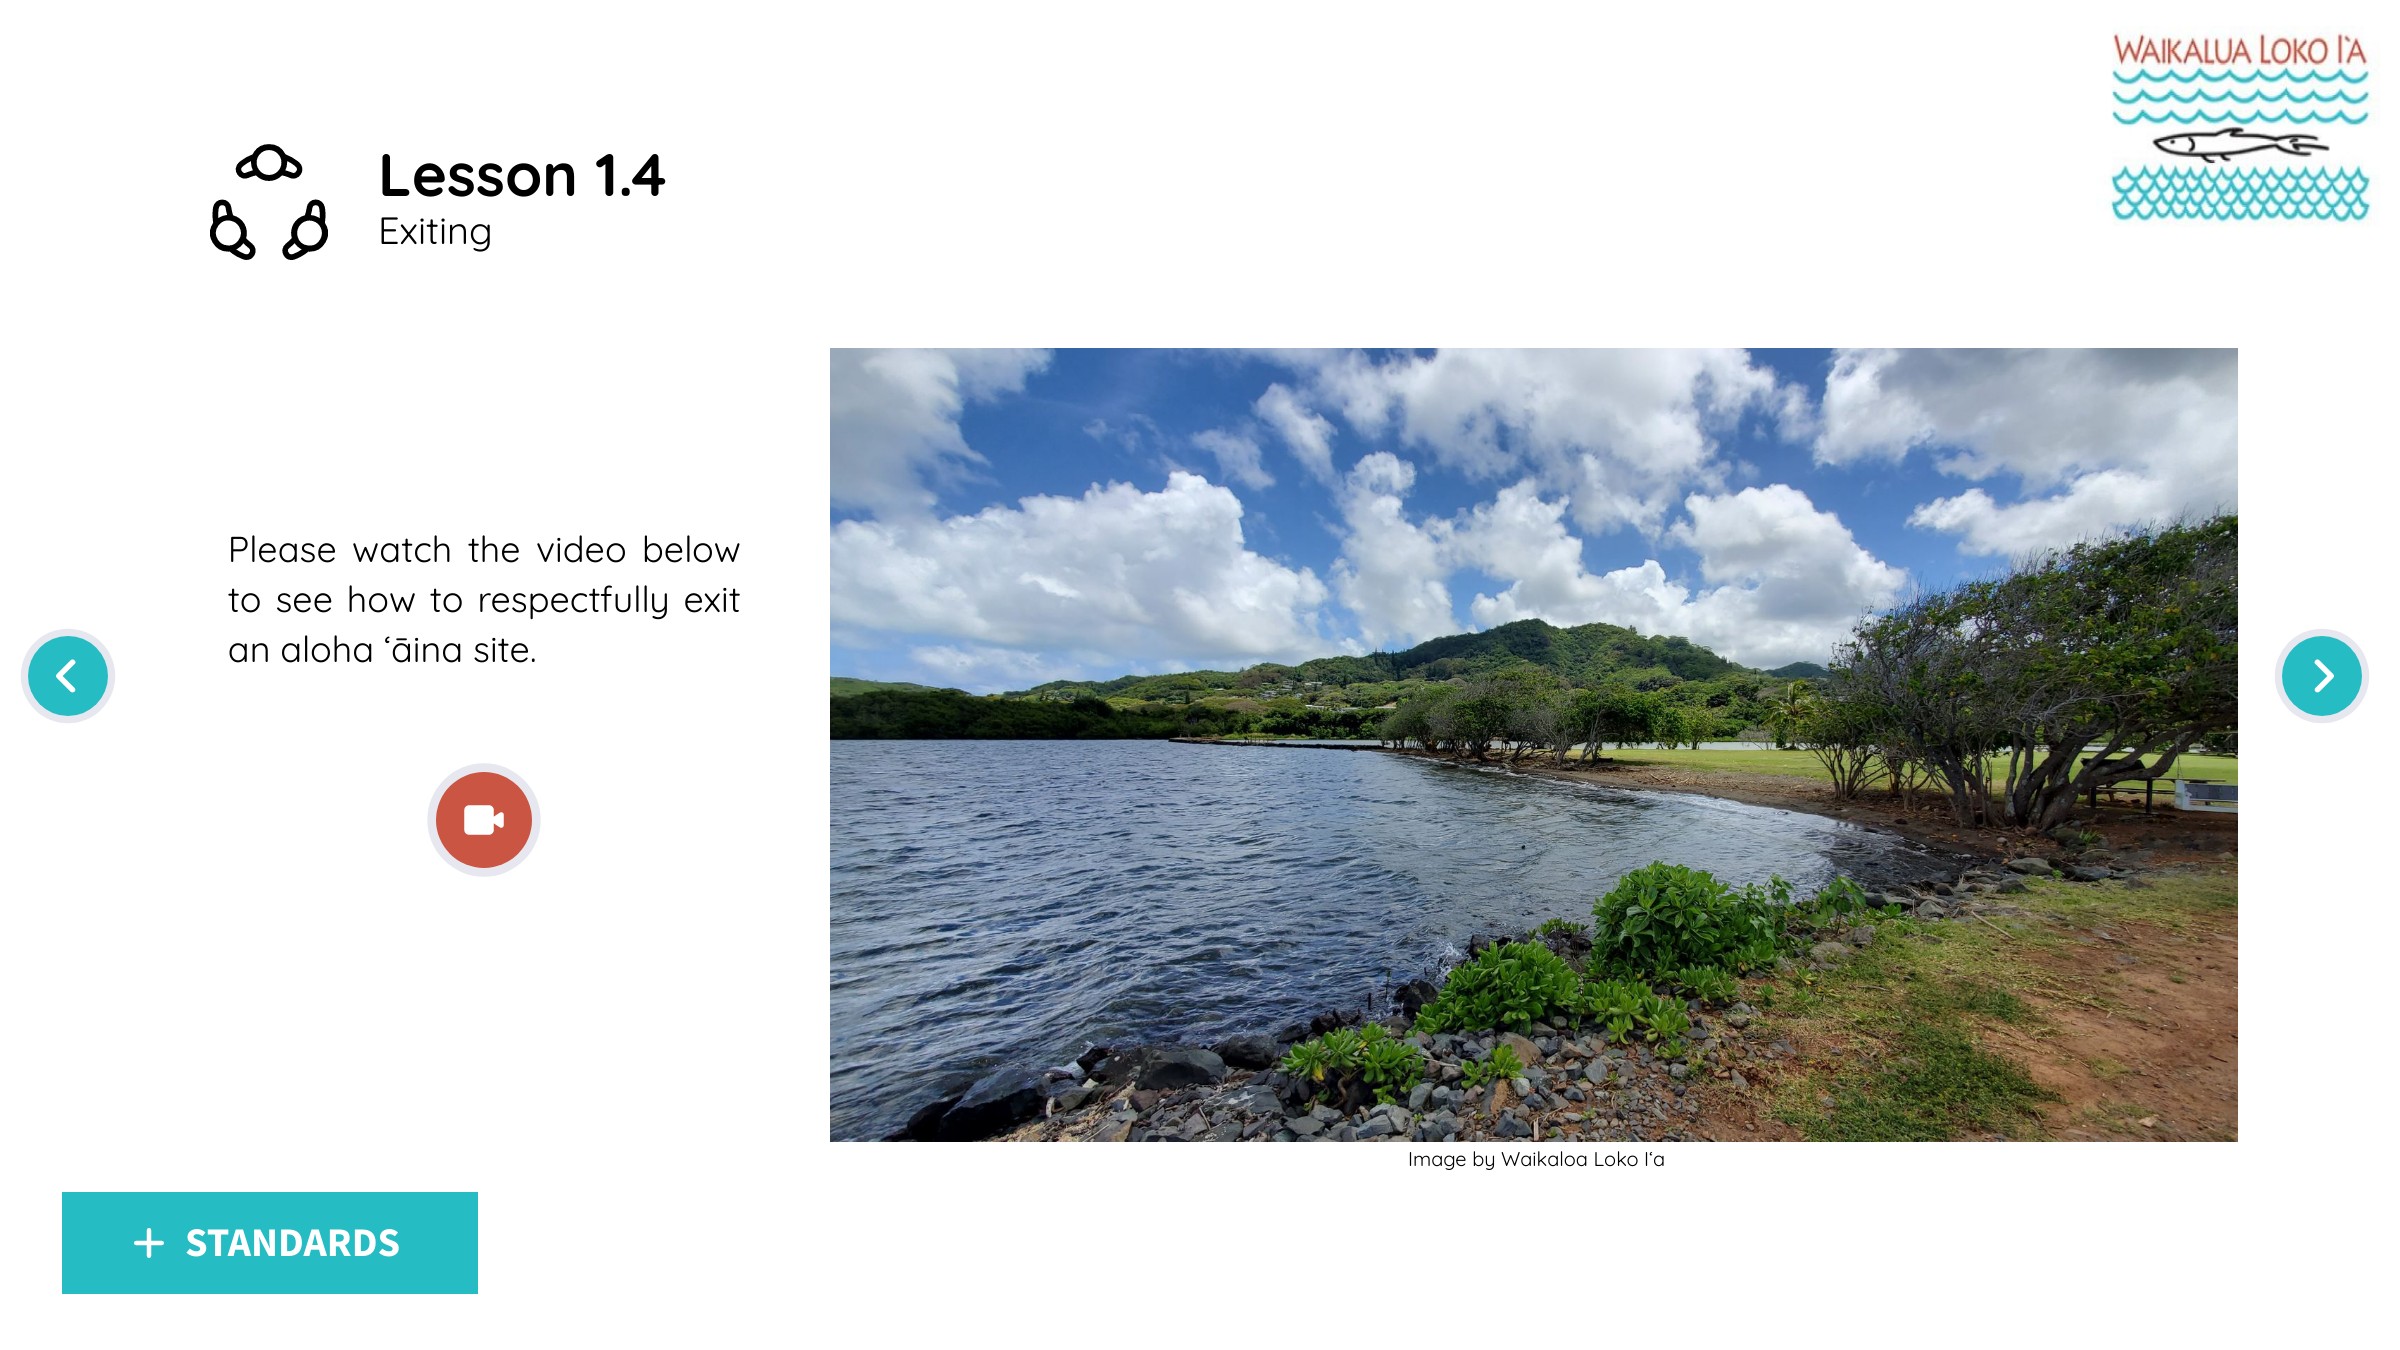 WAIKALUA LOKO I'A
Lesson 1.4
Exiting
Please watch the video below
to see how to respectfully exit
an aloha ʻāina site.
Image by Waikaloa Loko Iʻa
+ STANDARDS